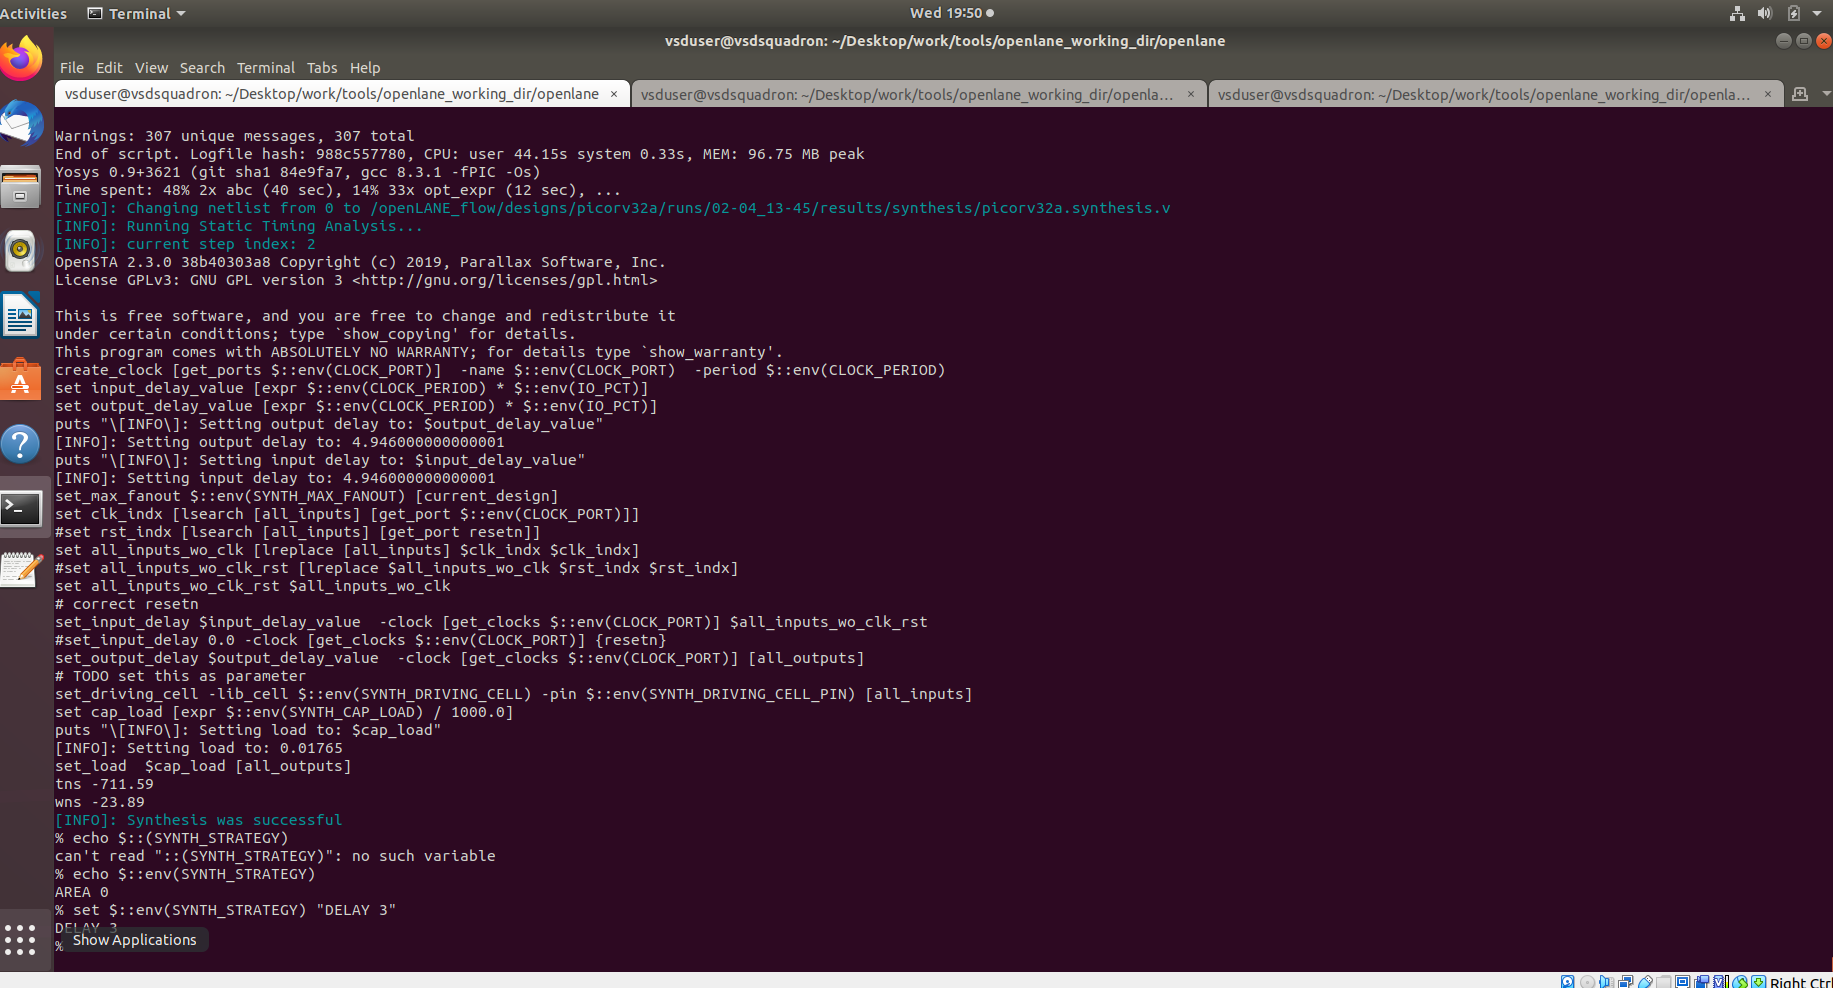 Activities Terminal Wed 19:50
vsduser@vsdsquadron: ~/Desktop/work/tools/openlane_working_dir/openlane
File Edit View Search Terminal Tabs Help
vsduser@vsdsquadron: ~/Desktop/work/tools/openlane_working_dir/openlane × vsduser@vsdsquadron: ~/Desktop/work/tools/openlane_working_dir/openla... × vsduser@vsdsquadron: ~/Desktop/work/tools/openlane_working_dir/openla... ×
Warnings: 307 unique messages, 307 total
End of script. Logfile hash: 988c557780, CPU: user 44.15s system 0.33s, MEM: 96.75 MB peak
Yosys 0.9+3621 (git sha1 84e9fa7, gcc 8.3.1 -fPIC -Os)
Time spent: 48% 2x abc (40 sec), 14% 33x opt_expr (12 sec), ...
[INFO]: Changing netlist from 0 to /openLANE_flow/designs/picorv32a/runs/02-04_13-45/results/synthesis/picorv32a.synthesis.v
[INFO]: Running Static Timing Analysis...
[INFO]: current step index: 2
OpenSTA 2.3.0 38b40303a8 Copyright (c) 2019, Parallax Software, Inc.
License GPLv3: GNU GPL version 3 <http://gnu.org/licenses/gpl.html>
This is free software, and you are free to change and redistribute it
under certain conditions; type `show_copying' for details.
This program comes with ABSOLUTELY NO WARRANTY; for details type `show_warranty'.
create_clock [get_ports $::env(CLOCK_PORT)]  -name $::env(CLOCK_PORT)  -period $::env(CLOCK_PERIOD)
set input_delay_value [expr $::env(CLOCK_PERIOD) * $::env(IO_PCT)]
set output_delay_value [expr $::env(CLOCK_PERIOD) * $::env(IO_PCT)]
puts "\[INFO\]: Setting output delay to: $output_delay_value"
[INFO]: Setting output delay to: 4.946000000000001
puts "\[INFO\]: Setting input delay to: $input_delay_value"
[INFO]: Setting input delay to: 4.946000000000001
set_max_fanout $::env(SYNTH_MAX_FANOUT) [current_design]
set clk_indx [lsearch [all_inputs] [get_port $::env(CLOCK_PORT)]]
#set rst_indx [lsearch [all_inputs] [get_port resetn]]
set all_inputs_wo_clk [lreplace [all_inputs] $clk_indx $clk_indx]
#set all_inputs_wo_clk_rst [lreplace $all_inputs_wo_clk $rst_indx $rst_indx]
set all_inputs_wo_clk_rst $all_inputs_wo_clk
# correct resetn
set_input_delay $input_delay_value  -clock [get_clocks $::env(CLOCK_PORT)] $all_inputs_wo_clk_rst
#set_input_delay 0.0 -clock [get_clocks $::env(CLOCK_PORT)] {resetn}
set_output_delay $output_delay_value  -clock [get_clocks $::env(CLOCK_PORT)] [all_outputs]
# TODO set this as parameter
set_driving_cell -lib_cell $::env(SYNTH_DRIVING_CELL) -pin $::env(SYNTH_DRIVING_CELL_PIN) [all_inputs]
set cap_load [expr $::env(SYNTH_CAP_LOAD) / 1000.0]
puts "\[INFO\]: Setting load to: $cap_load"
[INFO]: Setting load to: 0.01765
set_load  $cap_load [all_outputs]
tns -711.59
wns -23.89
[INFO]: Synthesis was successful
% echo $::(SYNTH_STRATEGY)
can't read "::(SYNTH_STRATEGY)": no such variable
% echo $::env(SYNTH_STRATEGY)
AREA 0
% set $::env(SYNTH_STRATEGY) "DELAY 3"
DELAY 3
%
Show Applications
Right Ctrl